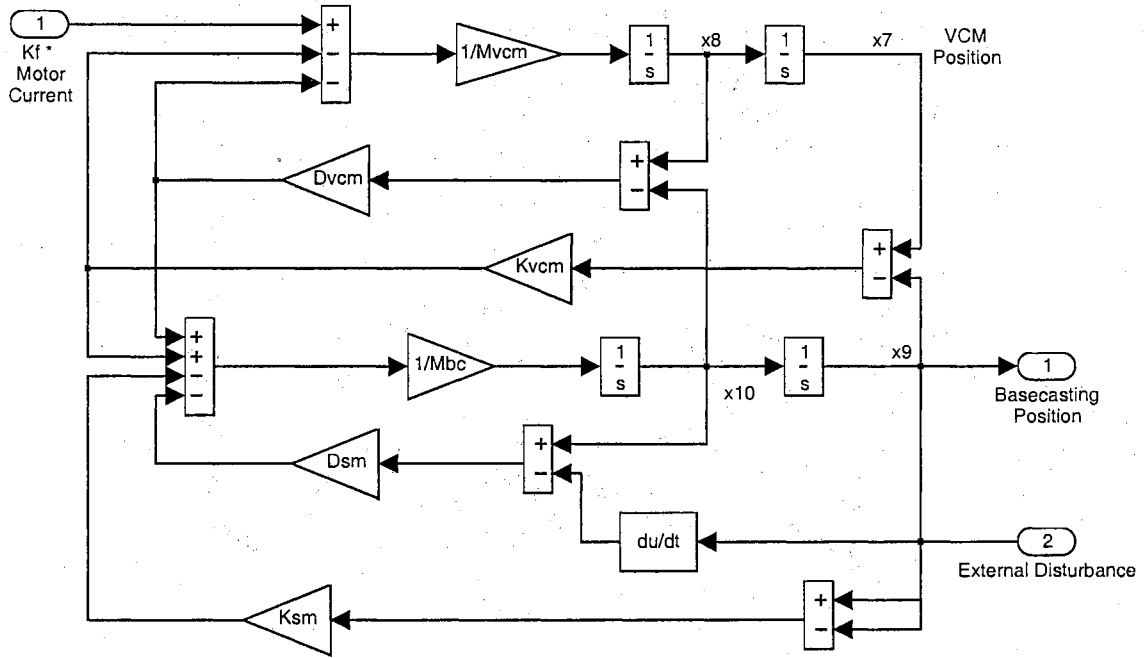 1
Kf *
Motor
Current
+
−
−
1/Mvcm
1
s
x8
1
s
x7
VCM
Position
Dvcm
+
−
Kvcm
+
−
+
+
−
−
1/Mbc
1
s
x10
1
s
x9
1
Basecasting
Position
Dsm
+
−
du/dt
2
External Disturbance
Ksm
+
−